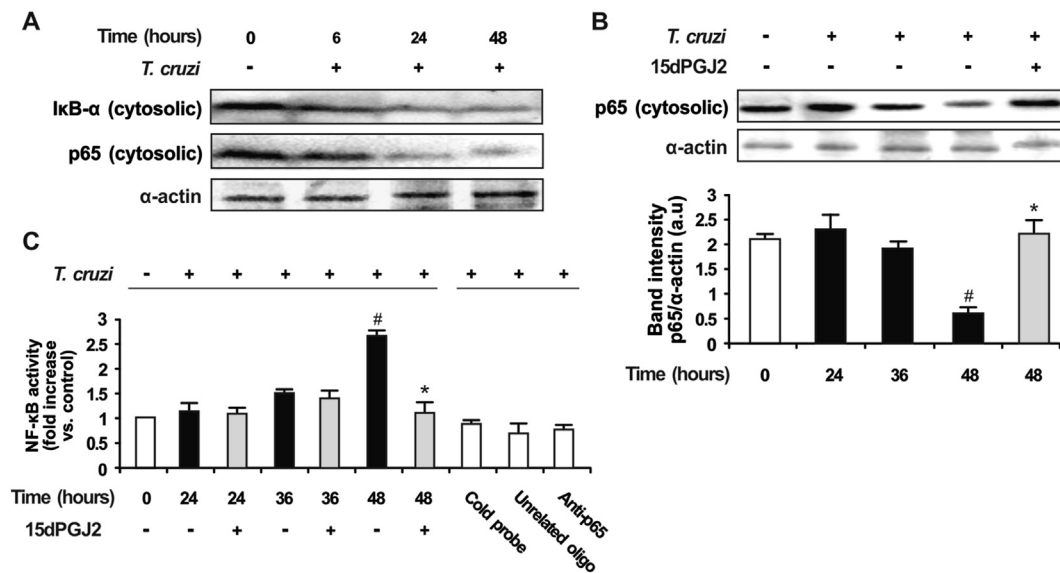 A
Time (hours) 0 6 24 48
T. cruzi - + + +
IκB-α (cytosolic)
p65 (cytosolic)
α-actin
B
T. cruzi - + + + +
15dPGJ2 - - - - +
p65 (cytosolic)
α-actin
3
2.5
2
1.5
1
0.5
0
Band intensity
p65/α-actin (a.u)
#
*
Time (hours) 0 24 36 48 48
C
T. cruzi - + + + + + + + + +
3
2.5
2
1.5
1
0.5
0
NF-κB activity
(fold increase
vs. control)
#
*
Time (hours) 0 24 24 36 36 48 48
15dPGJ2 - - + - + - +
Cold probe
Unrelated oligo
Anti-p65